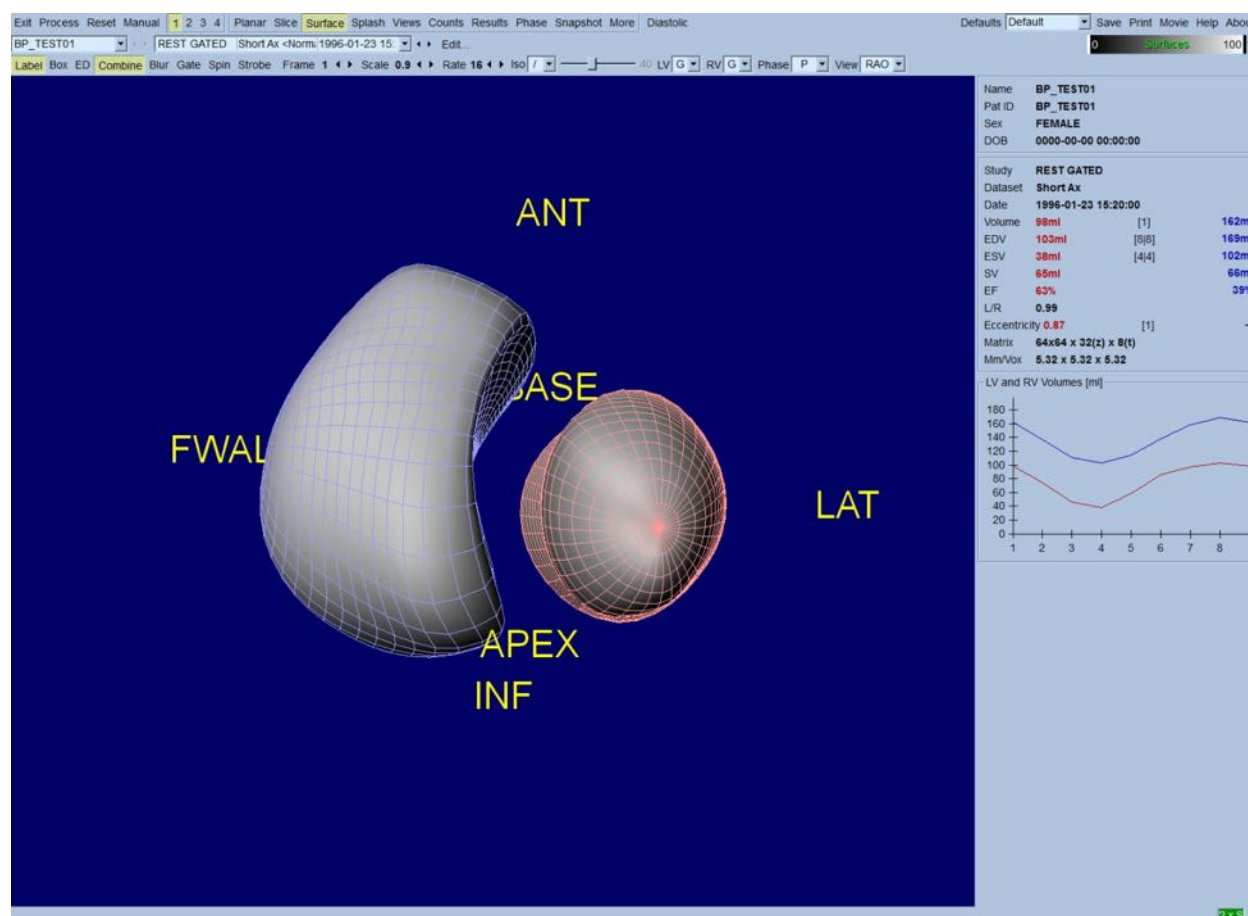 Exit Process Reset Manual 1 2 3 4 Planar Slice Surface Splash Views Counts Results Phase Snapshot More Diastolic Defaults Default Save Print Movie Help Abou
BP_TEST01 REST GATED Short Ax <Norm 1996-01-23 15: Edit... 0 Surfaces 100
Label Box ED Combine Blur Gate Spin Strobe Frame 1 Scale 0.9 Rate 16 Iso / 40 LV G RV G Phase P View RAO
ANT
BASE
FWAL
LAT
APEX
INF
Name BP_TEST01
Pat ID BP_TEST01
Sex FEMALE
DOB 0000-00-00 00:00:00
Study REST GATED
Dataset Short Ax
Date 1996-01-23 15:20:00
Volume 98ml [1] 162m
EDV 103ml [8|8] 169m
ESV 38ml [4|4] 102m
SV 65ml 66m
EF 63% 39%
L/R 0.99
Eccentricity 0.87 [1] -
Matrix 64x64 x 32(z) x 8(t)
Mm/Vox 5.32 x 5.32 x 5.32
LV and RV Volumes [ml]
180
160
140
120
100
80
60
40
20
0
1 2 3 4 5 6 7 8